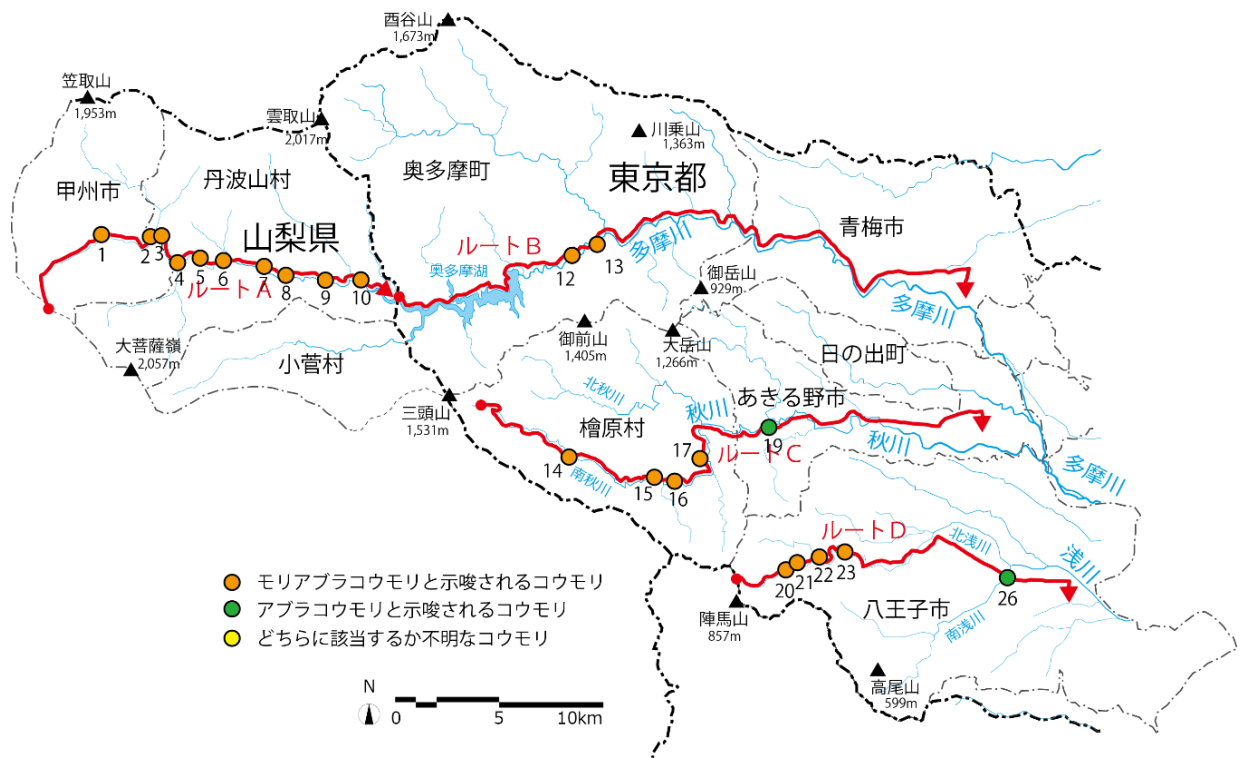 酉谷山
1,673m
笠取山
1,953m
雲取山
2,017m
川乗山
1,363m
奥多摩町
東京都
丹波山村
甲州市
青梅市
山梨県
ルートB
多摩川
1
2
3
4
5
6
7
8
9
10
12
13
奥多摩湖
御岳山
929m
ルートA
多摩川
御前山
1,405m
大岳山
1,266m
大菩薩嶺
2,057m
小菅村
日の出町
北秋川
あきる野市
三頭山
1,531m
檜原村
秋川
19
秋川
17
ルートC
14
南秋川
15
16
多摩川
ルートD
北浅川
浅川
20
21
22
23
26
モリアブラコウモリと示唆されるコウモリ
アブラコウモリと示唆されるコウモリ
どちらに該当するか不明なコウモリ
陣馬山
857m
八王子市
南浅川
高尾山
599m
N
0
5
10km